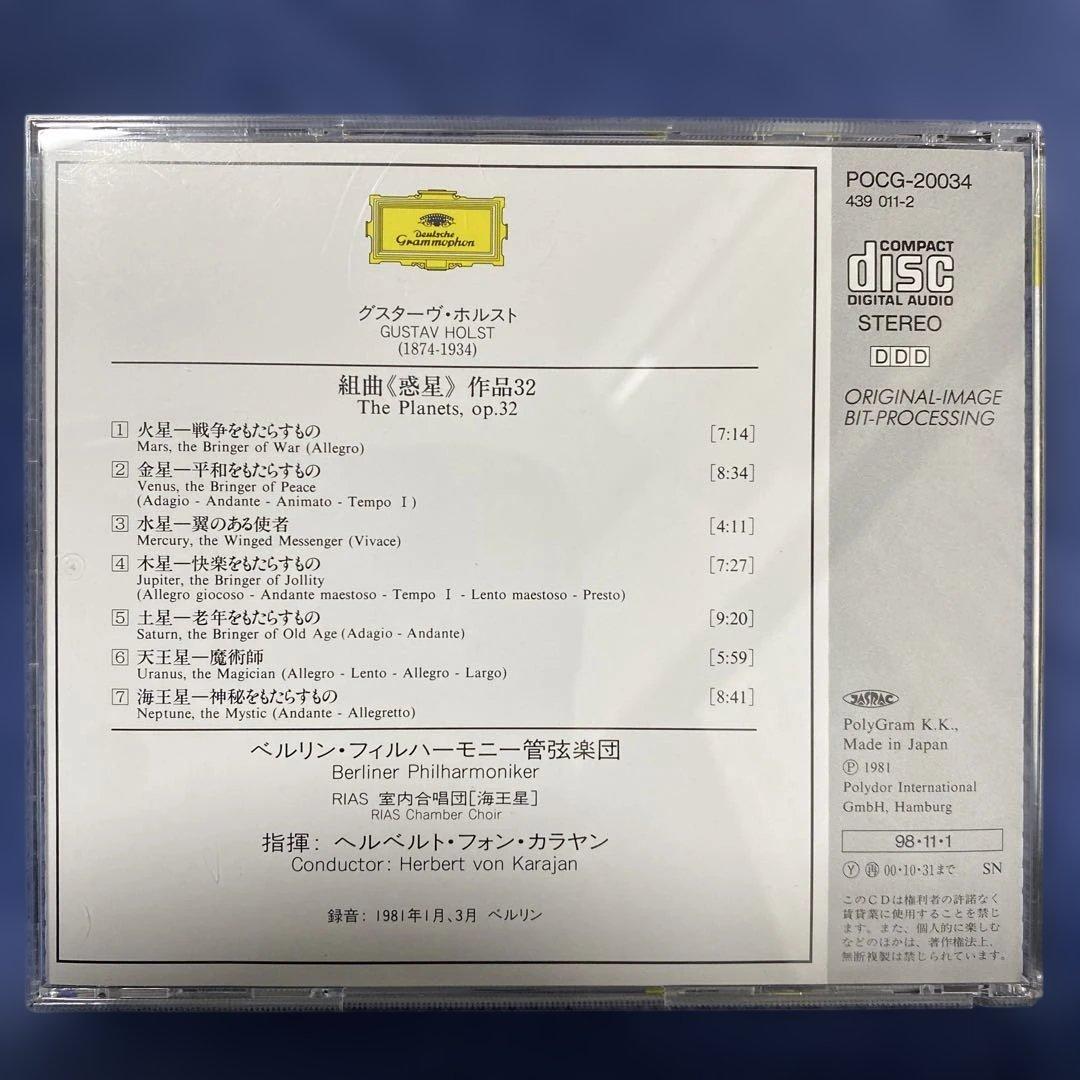 Deutsche
Grammophon
グスターヴ・ホルスト
GUSTAV HOLST
(1874-1934)
組曲《惑星》 作品32
The Planets, op.32
1 火星―戦争をもたらすもの [7:14]
Mars, the Bringer of War (Allegro)
2 金星―平和をもたらすもの [8:34]
Venus, the Bringer of Peace
(Adagio - Andante - Animato - Tempo I)
3 水星―翼のある使者 [4:11]
Mercury, the Winged Messenger (Vivace)
4 木星―快楽をもたらすもの [7:27]
Jupiter, the Bringer of Jollity
(Allegro giocoso - Andante maestoso - Tempo I - Lento maestoso - Presto)
5 土星―老年をもたらすもの [9:20]
Saturn, the Bringer of Old Age (Adagio - Andante)
6 天王星―魔術師 [5:59]
Uranus, the Magician (Allegro - Lento - Allegro - Largo)
7 海王星―神秘をもたらすもの [8:41]
Neptune, the Mystic (Andante - Allegretto)
ベルリン・フィルハーモニー管弦楽団
Berliner Philharmoniker
RIAS 室内合唱団[海王星]
RIAS Chamber Choir
指揮: ヘルベルト・フォン・カラヤン
Conductor: Herbert von Karajan
録音: 1981年1月、3月 ベルリン
POCG-20034
439 011-2
COMPACT
disc
DIGITAL AUDIO
STEREO
DDD
ORIGINAL-IMAGE
BIT-PROCESSING
JASRAC
PolyGram K.K.,
Made in Japan
Ⓟ 1981
Polydor International
GmbH, Hamburg
98・11・1
Ⓨ ㊢ 00・10・31まで SN
このCDは権利者の許諾なく
賃貸業に使用することを禁じ
ます。また、個人的に楽しむ
などのほかは、著作権法上、
無断複製は禁じられています。